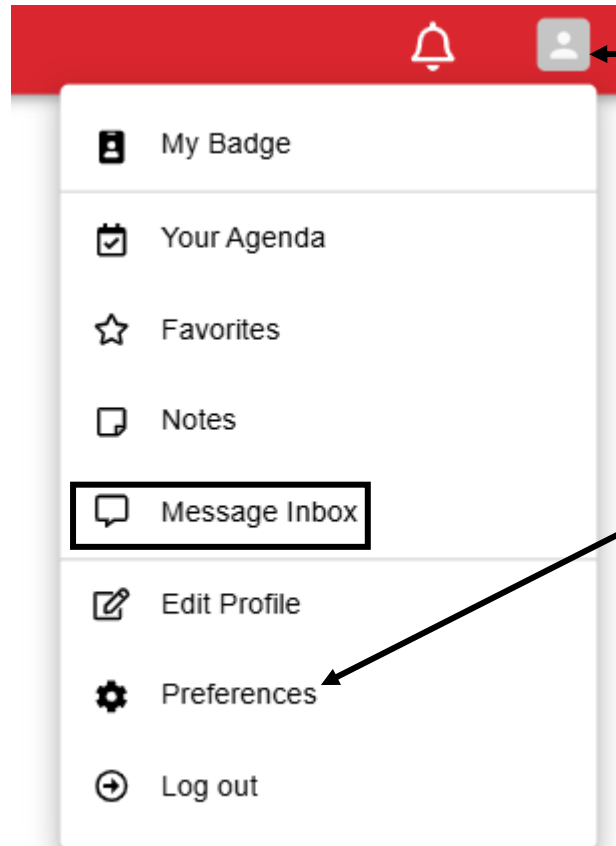 My Badge
Your Agenda
Favorites
Notes
Message Inbox
Edit Profile
Preferences
Log out